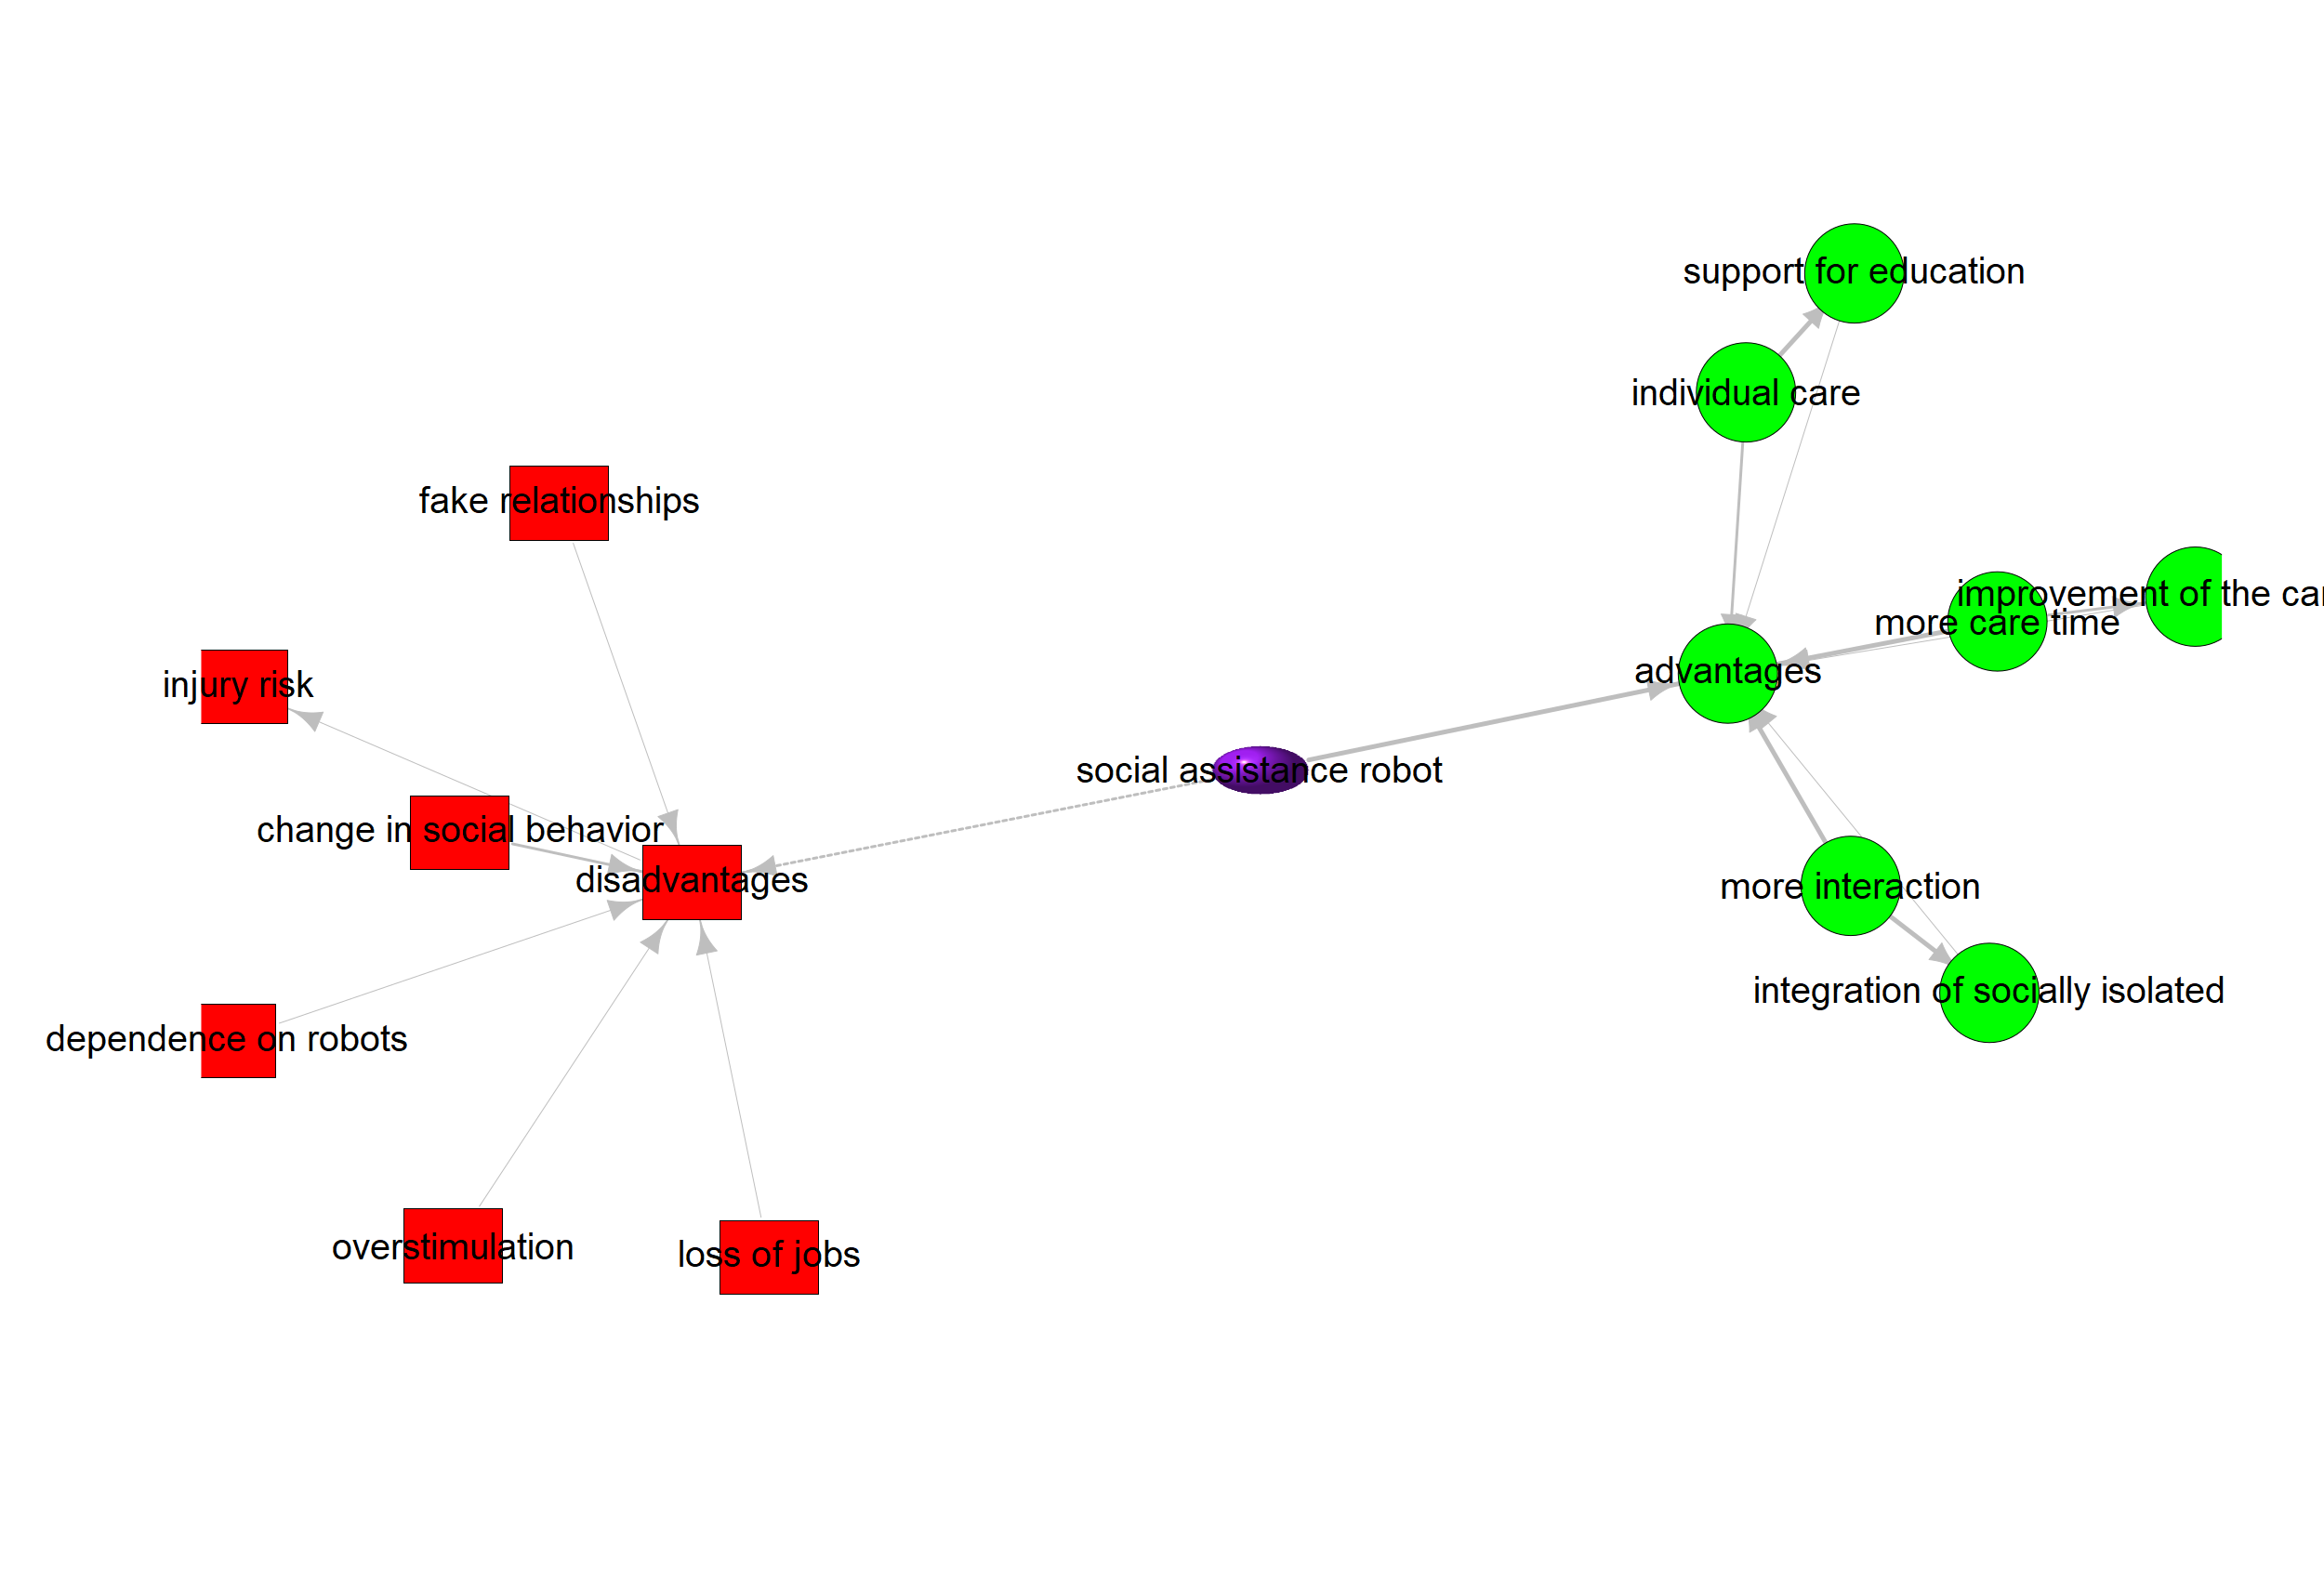 support for education
individual care
fake relationships
improvement of the
more care time
advantages
injury risk
social assistance robot
change in social behavior
disadvantages
more interaction
integration of socially isolated
dependence on robots
overstimulation
loss of jobs